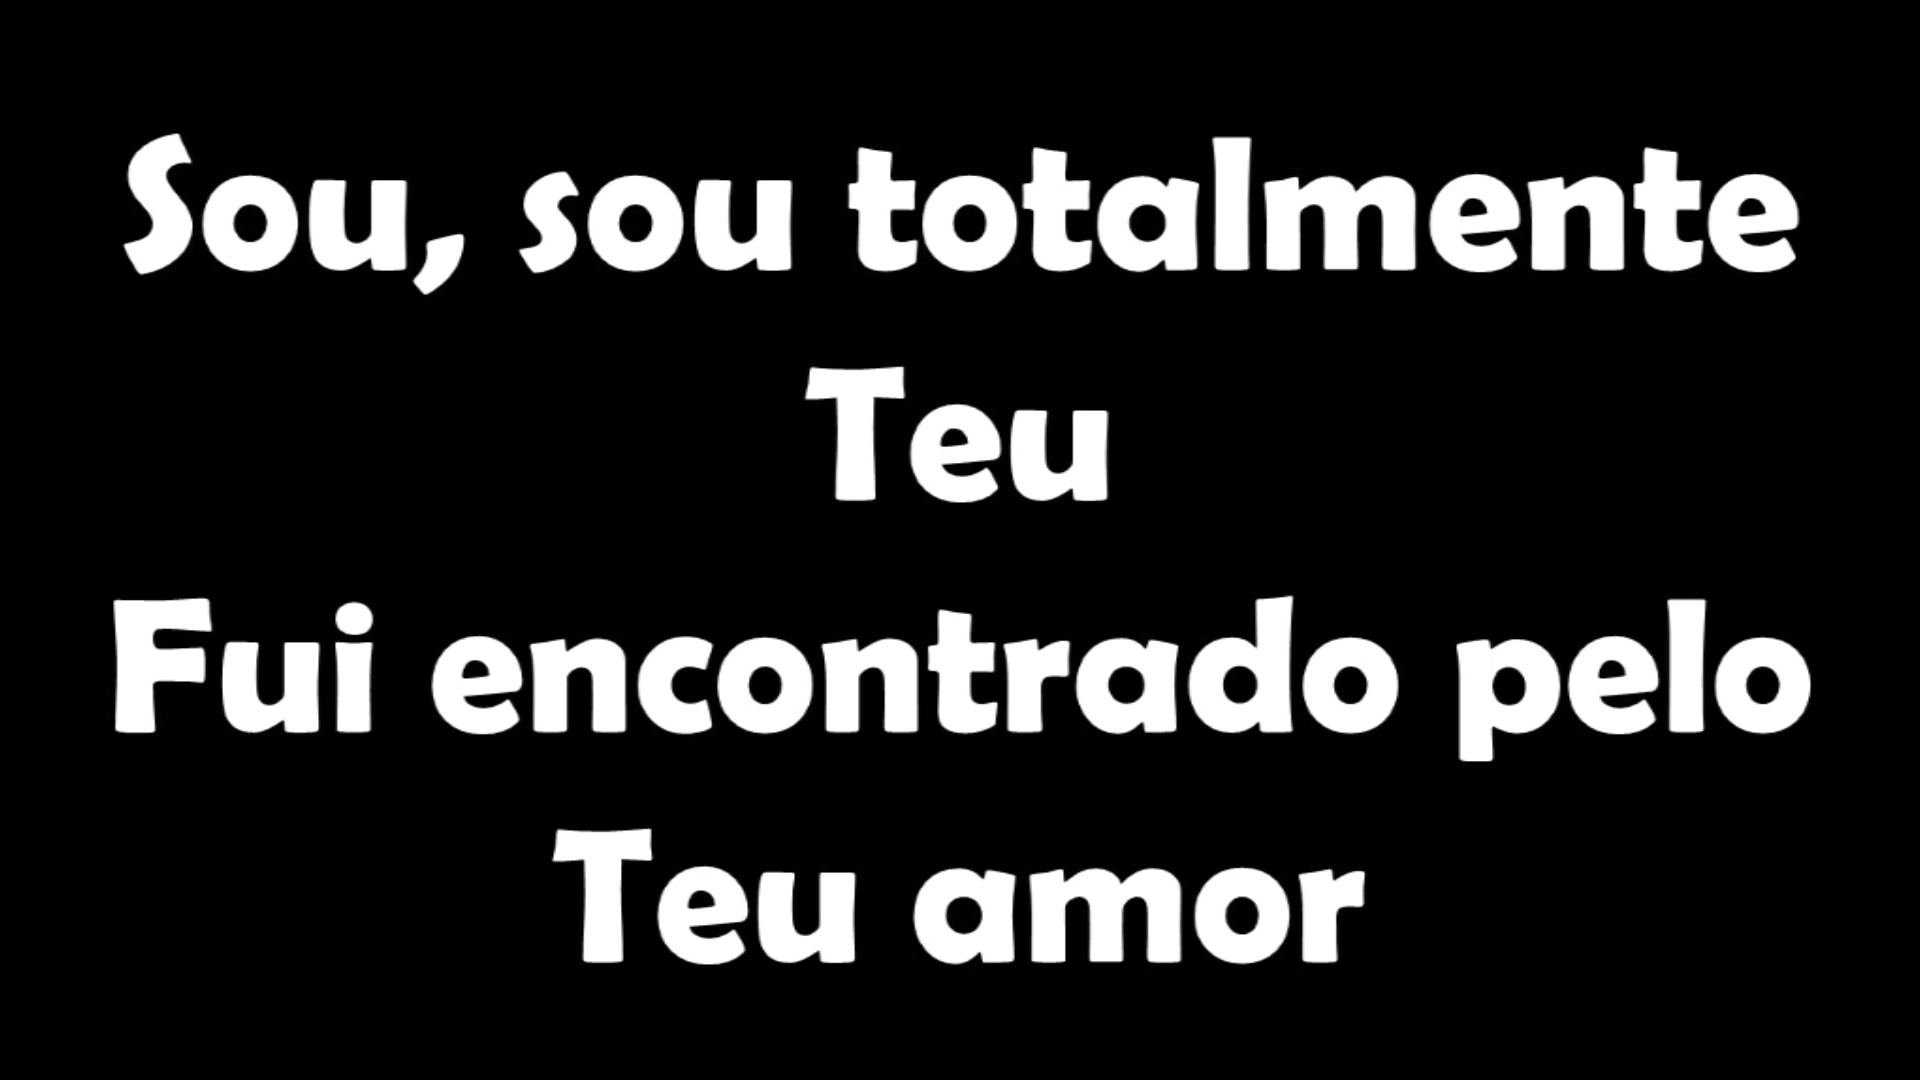 Sou, sou totalmente
Teu
Fui encontrado pelo
Teu amor